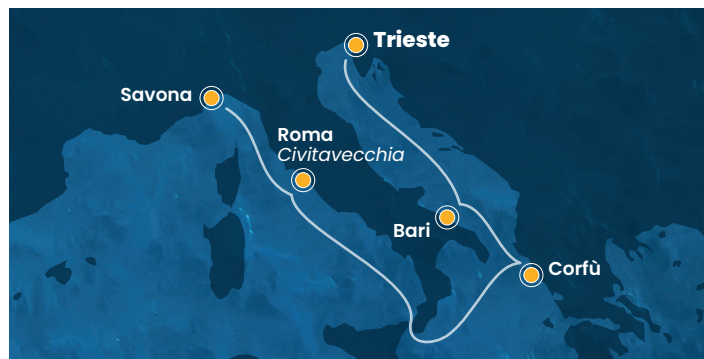 Trieste
Savona
Roma
Civitavecchia
Bari
Corfù